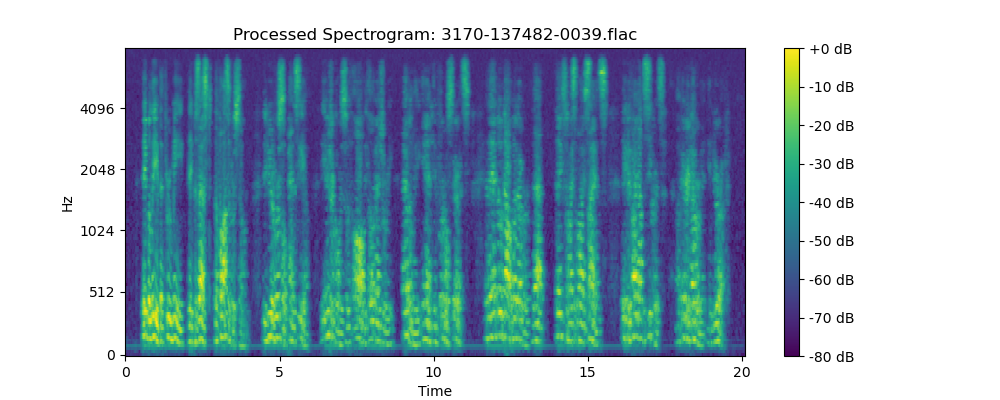 Processed Spectrogram: 3170-137482-0039.flac
Hz
4096
2048
1024
512
0
0 5 10 15 20
Time
+0 dB
-10 dB
-20 dB
-30 dB
-40 dB
-50 dB
-60 dB
-70 dB
-80 dB